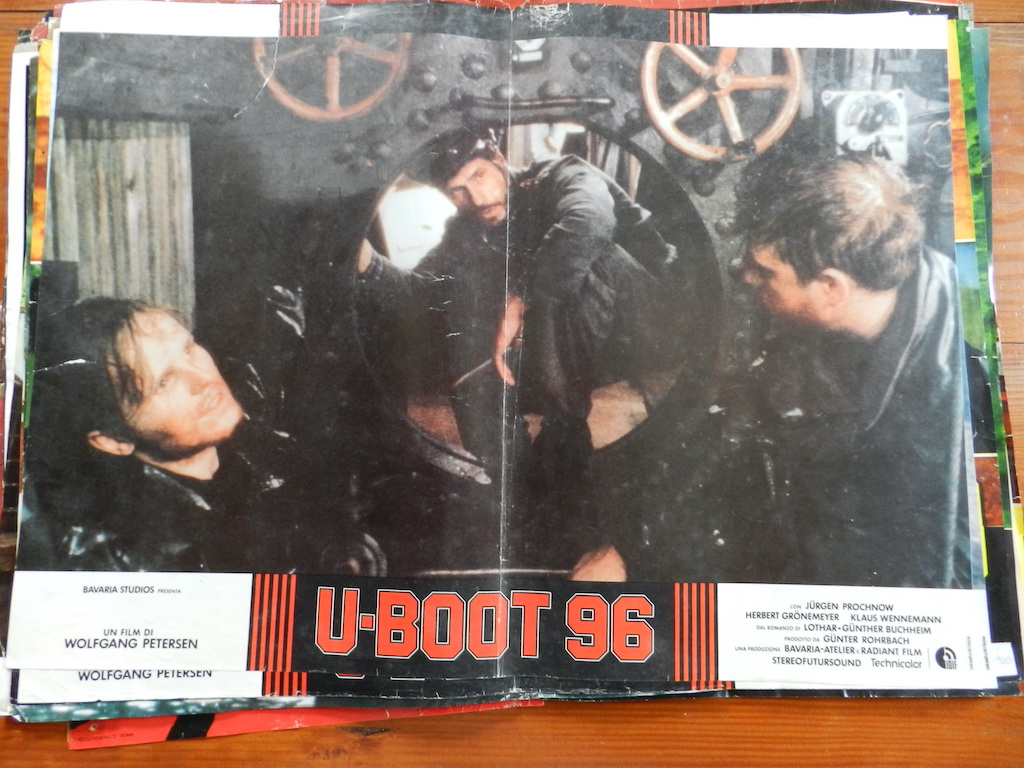 BAVARIA STUDIOS PRESENTA
UN FILM DI
WOLFGANG PETERSEN
WOLFGANG PETERSEN
U-BOOT 96
CON JÜRGEN PROCHNOW
HERBERT GRÖNEMEYER KLAUS WENNEMANN
DAL ROMANZO DI LOTHAR-GÜNTHER BUCHHEIM
PRODOTTO DA GÜNTER ROHRBACH
UNA PRODUZIONE BAVARIA-ATELIER e RADIANT FILM
STEREOFUTURSOUND Technicolor